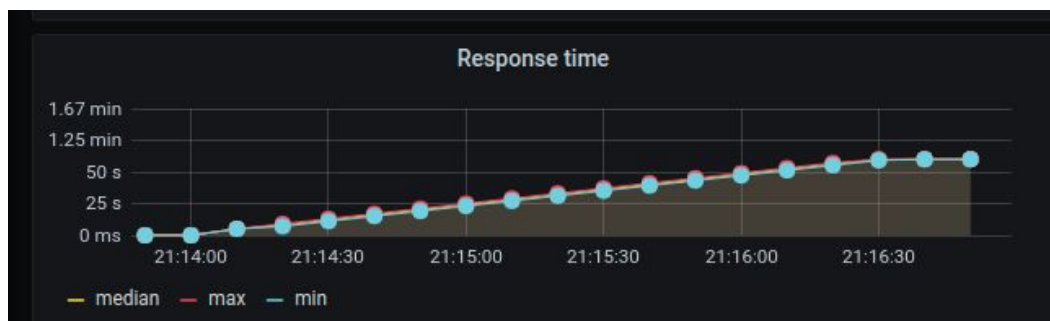 Response time
1.67 min
1.25 min
50 s
25 s
0 ms
21:14:00 21:14:30 21:15:00 21:15:30 21:16:00 21:16:30
median max min